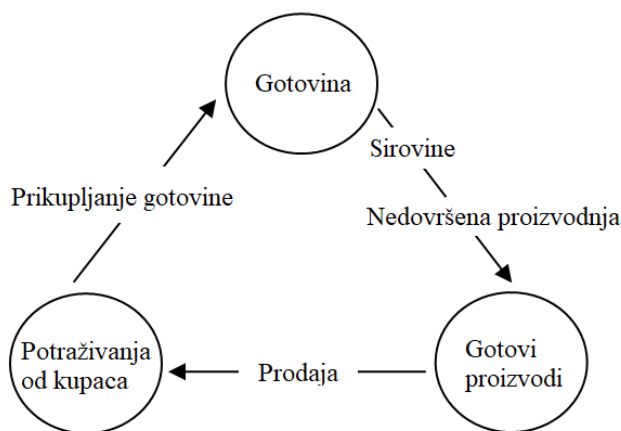 Gotovina
Sirovine
Prikupljanje gotovine
Nedovršena proizvodnja
Potraživanja
od kupaca
Prodaja
Gotovi
proizvodi